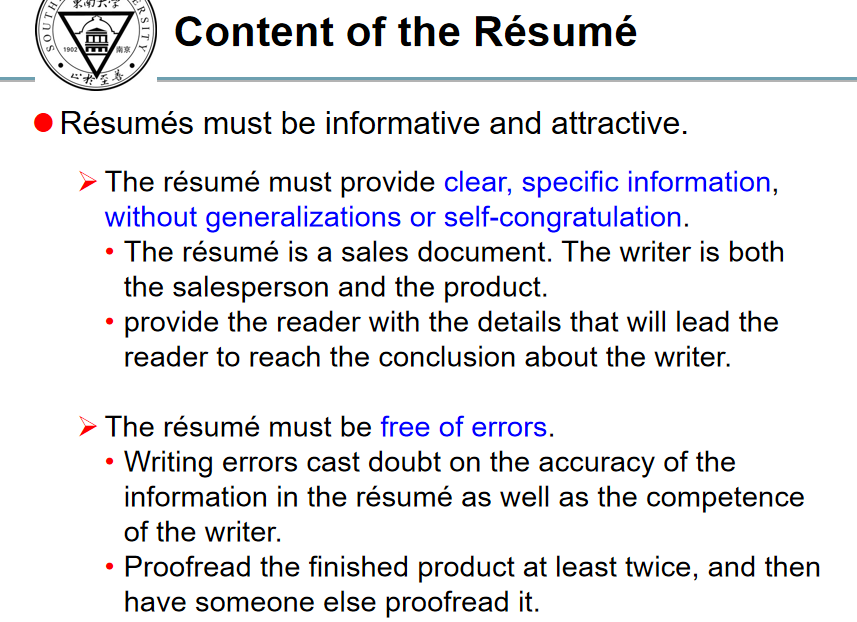 東南大学
SOUTH
ERSITY
1902
南京
心於至善
Content of the Résumé
Résumés must be informative and attractive.
The résumé must provide clear, specific information,
without generalizations or self-congratulation.
The résumé is a sales document. The writer is both
the salesperson and the product.
provide the reader with the details that will lead the
reader to reach the conclusion about the writer.
The résumé must be free of errors.
Writing errors cast doubt on the accuracy of the
information in the résumé as well as the competence
of the writer.
Proofread the finished product at least twice, and then
have someone else proofread it.